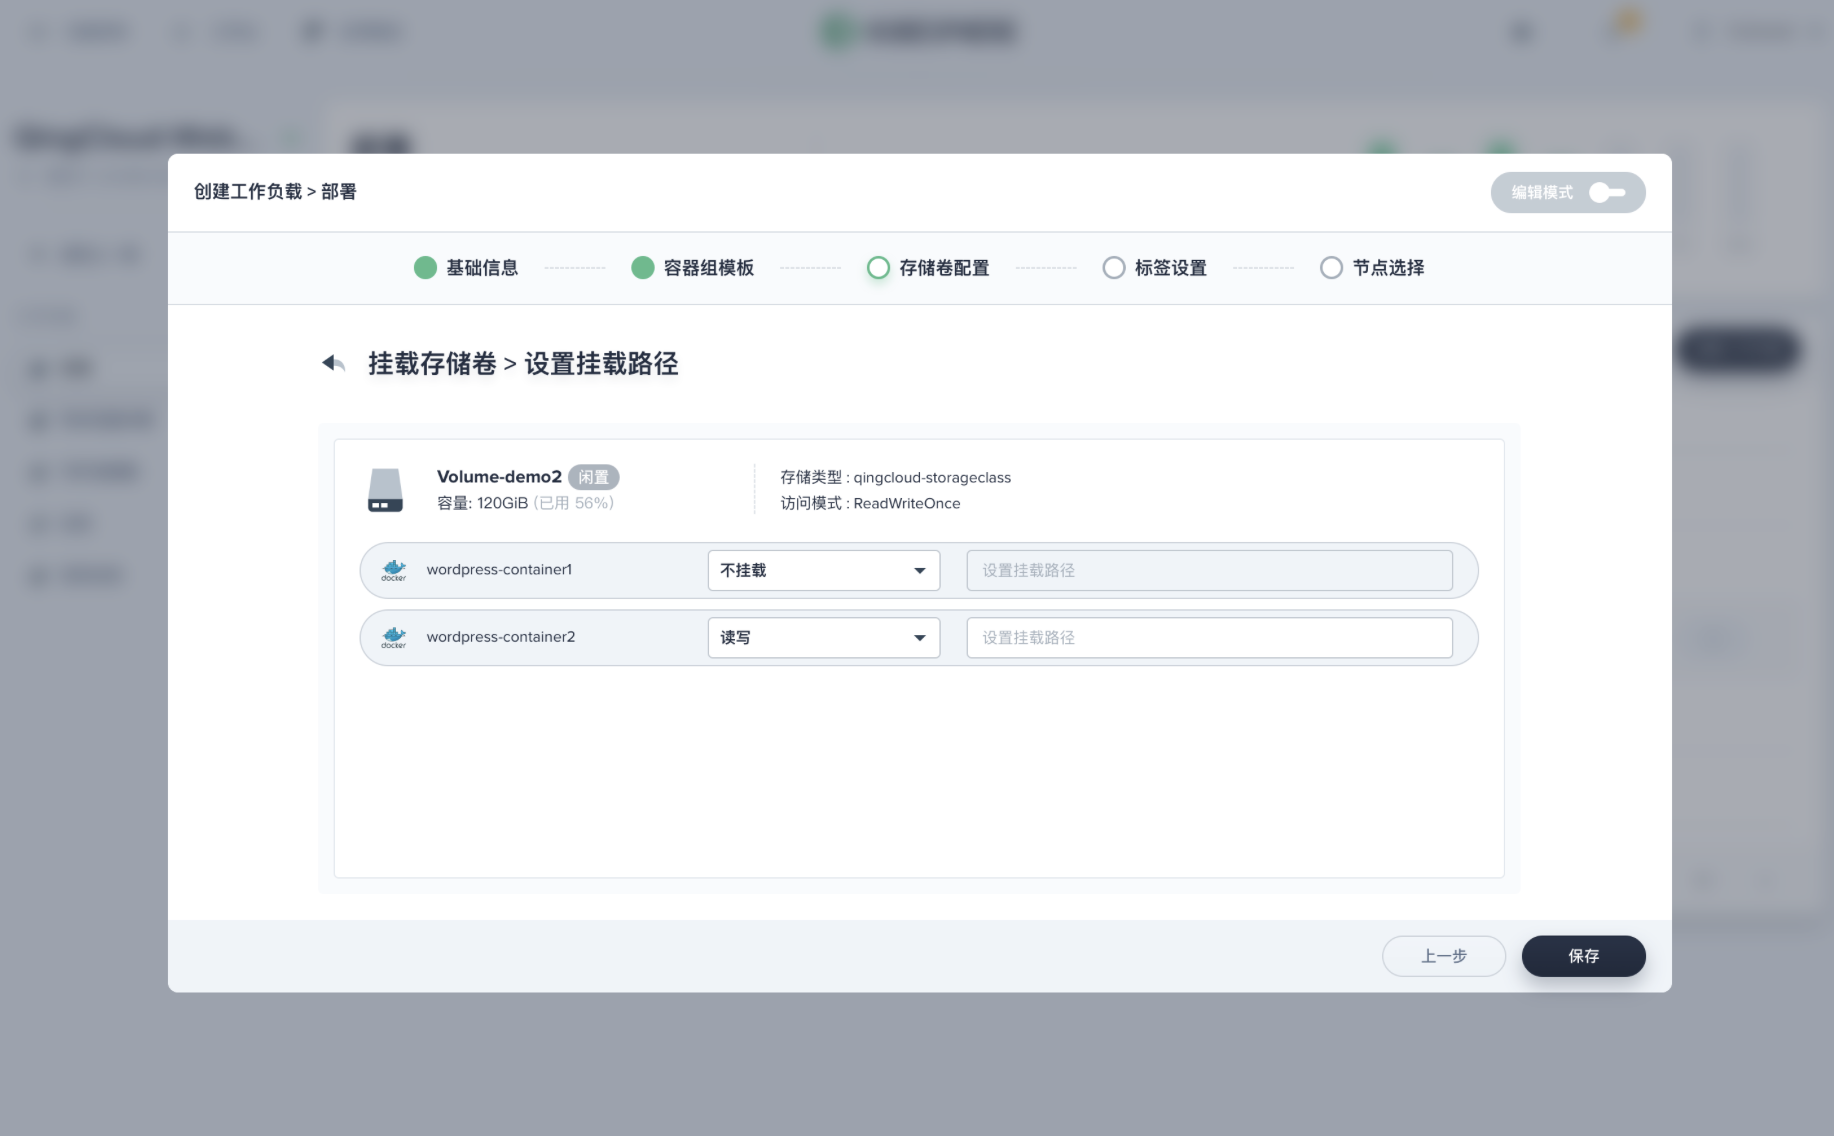 创建工作负载 > 部署
编辑模式
基础信息
容器组模板
存储卷配置
标签设置
节点选择
挂载存储卷 > 设置挂载路径
Volume-demo2 闲置
容量: 120GiB (已用 56%)
存储类型 : qingcloud-storageclass
访问模式 : ReadWriteOnce
docker
wordpress-container1
不挂载
设置挂载路径
docker
wordpress-container2
读写
设置挂载路径
上一步
保存